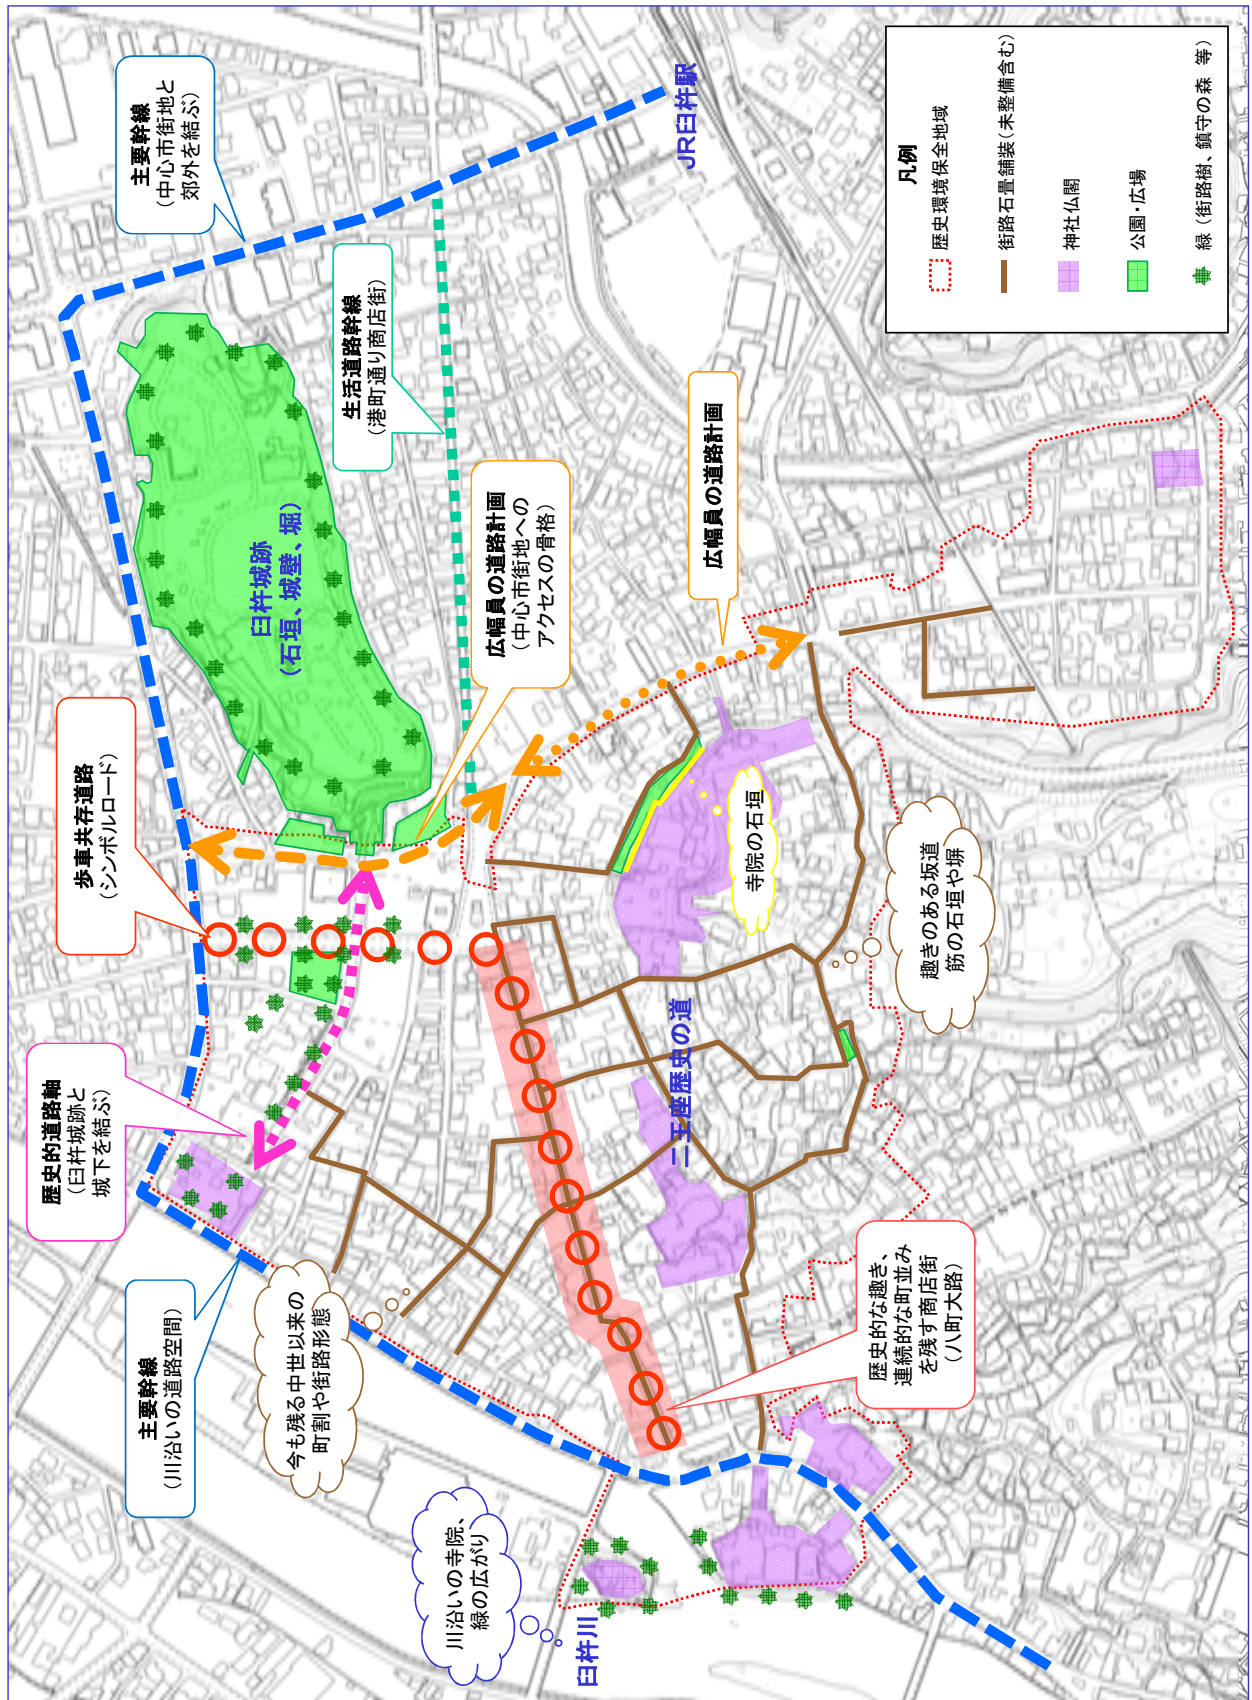 主要幹線
(中心市街地と
郊外を結ぶ)
JR臼杵駅
凡例
歴史環境保全地域
街路石畳舗装(未整備含む)
神社仏閣
公園・広場
緑(街路樹、鎮守の森 等)
生活道路幹線
(港町通り商店街)
臼杵城跡
(石垣、城壁、堀)
広幅員の道路計画
(中心市街地への
アクセスの骨格)
広幅員の道路計画
歩車共存道路
(シンボルロード)
寺院の石垣
趣きのある坂道
筋の石垣や塀
歴史的道路軸
(臼杵城跡と
城下を結ぶ)
二王座歴史の道
主要幹線
(川沿いの道路空間)
今も残る中世以来の
町割や街路形態
歴史的な趣き、
連続的な町並み
を残す商店街
(八町大路)
川沿いの寺院、
緑の広がり
臼杵川